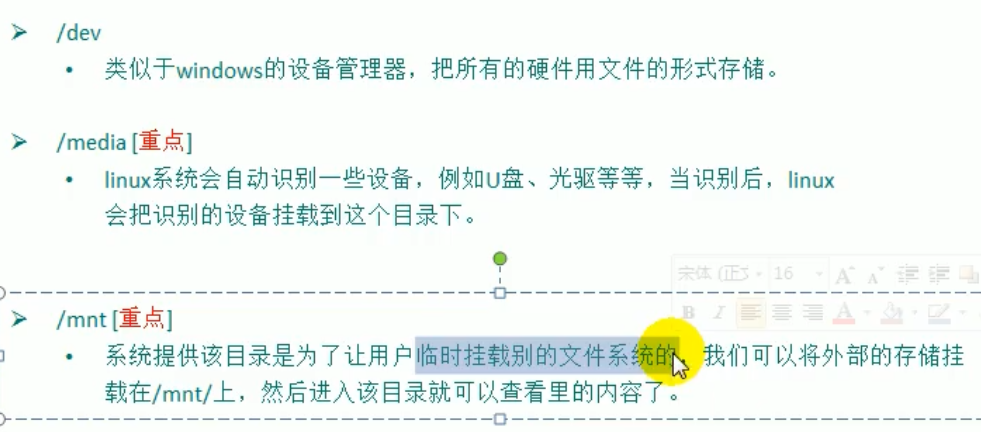 ➤ /dev
• 类似于windows的设备管理器，把所有的硬件用文件的形式存储。
➤ /media [重点]
• linux系统会自动识别一些设备，例如U盘、光驱等等，当识别后，linux
会把识别的设备挂载到这个目录下。
宋体 (正文 16 A A
B I A
➤ /mnt [重点]
• 系统提供该目录是为了让用户临时挂载别的文件系统的，我们可以将外部的存储挂
载在/mnt/上，然后进入该目录就可以查看里的内容了。